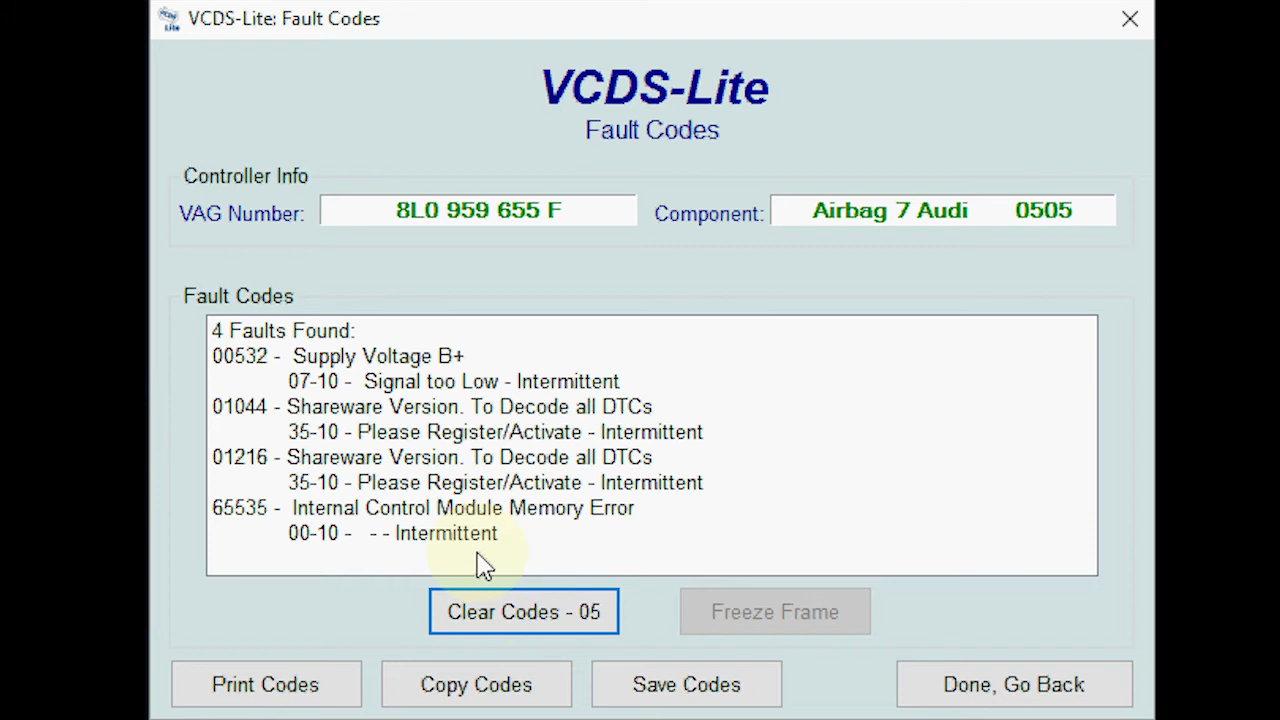 VCDS-Lite: Fault Codes
VCDS-Lite
Fault Codes
Controller Info
VAG Number: 8L0 959 655 F Component: Airbag 7 Audi 0505
Fault Codes
4 Faults Found:
00532 - Supply Voltage B+
07-10 - Signal too Low - Intermittent
01044 - Shareware Version. To Decode all DTCs
35-10 - Please Register/Activate - Intermittent
01216 - Shareware Version. To Decode all DTCs
35-10 - Please Register/Activate - Intermittent
65535 - Internal Control Module Memory Error
00-10 - - - Intermittent
Clear Codes - 05 Freeze Frame
Print Codes Copy Codes Save Codes Done, Go Back